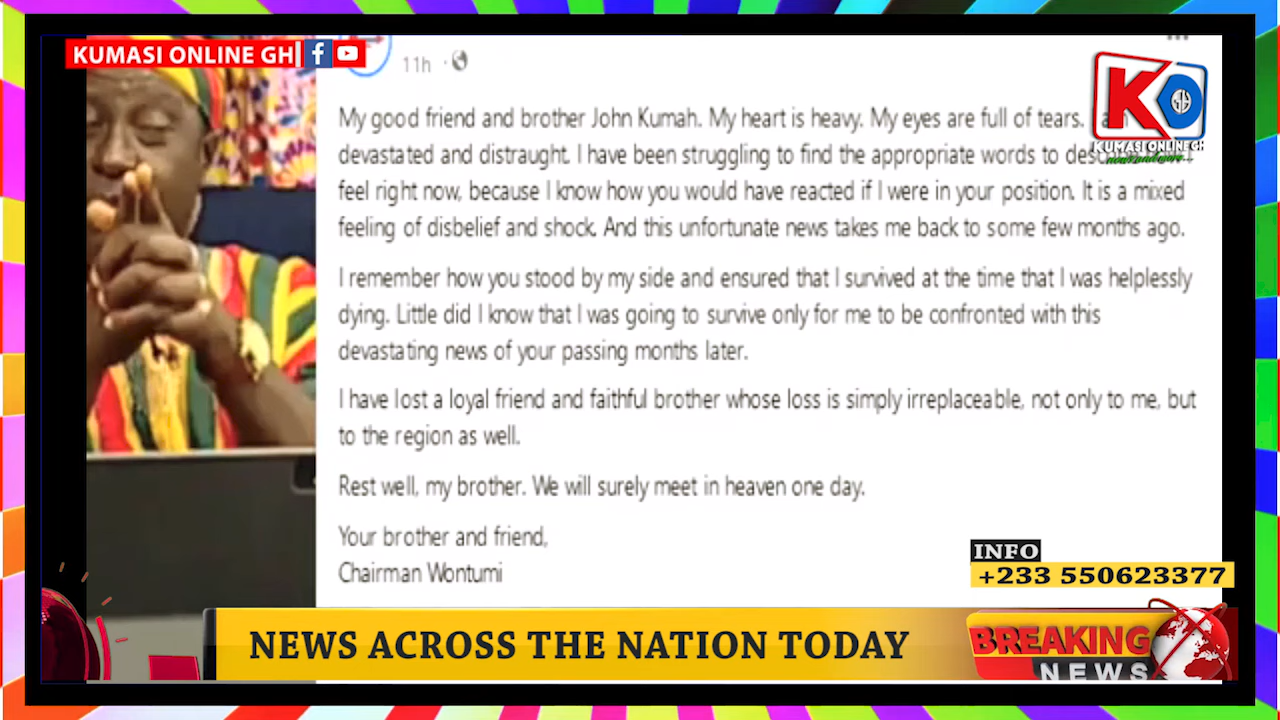 KUMASI ONLINE GH
11h
My good friend and brother John Kumah. My heart is heavy. My eyes are full of tears.
devastated and distraught. I have been struggling to find the appropriate words to
feel right now, because I know how you would have reacted if I were in your position. It is a mixed
feeling of disbelief and shock. And this unfortunate news takes me back to some few months ago.
I remember how you stood by my side and ensured that I survived at the time that I was helplessly
dying. Little did I know that I was going to survive only for me to be confronted with this
devastating news of your passing months later.
I have lost a loyal friend and faithful brother whose loss is simply irreplaceable, not only to me, but
to the region as well.
Rest well, my brother. We will surely meet in heaven one day.
Your brother and friend,
Chairman Wontumi
KO
KUMASI ONLINE GH
news and more...
INFO
+233 550623377
NEWS ACROSS THE NATION TODAY
BREAKING
NEWS